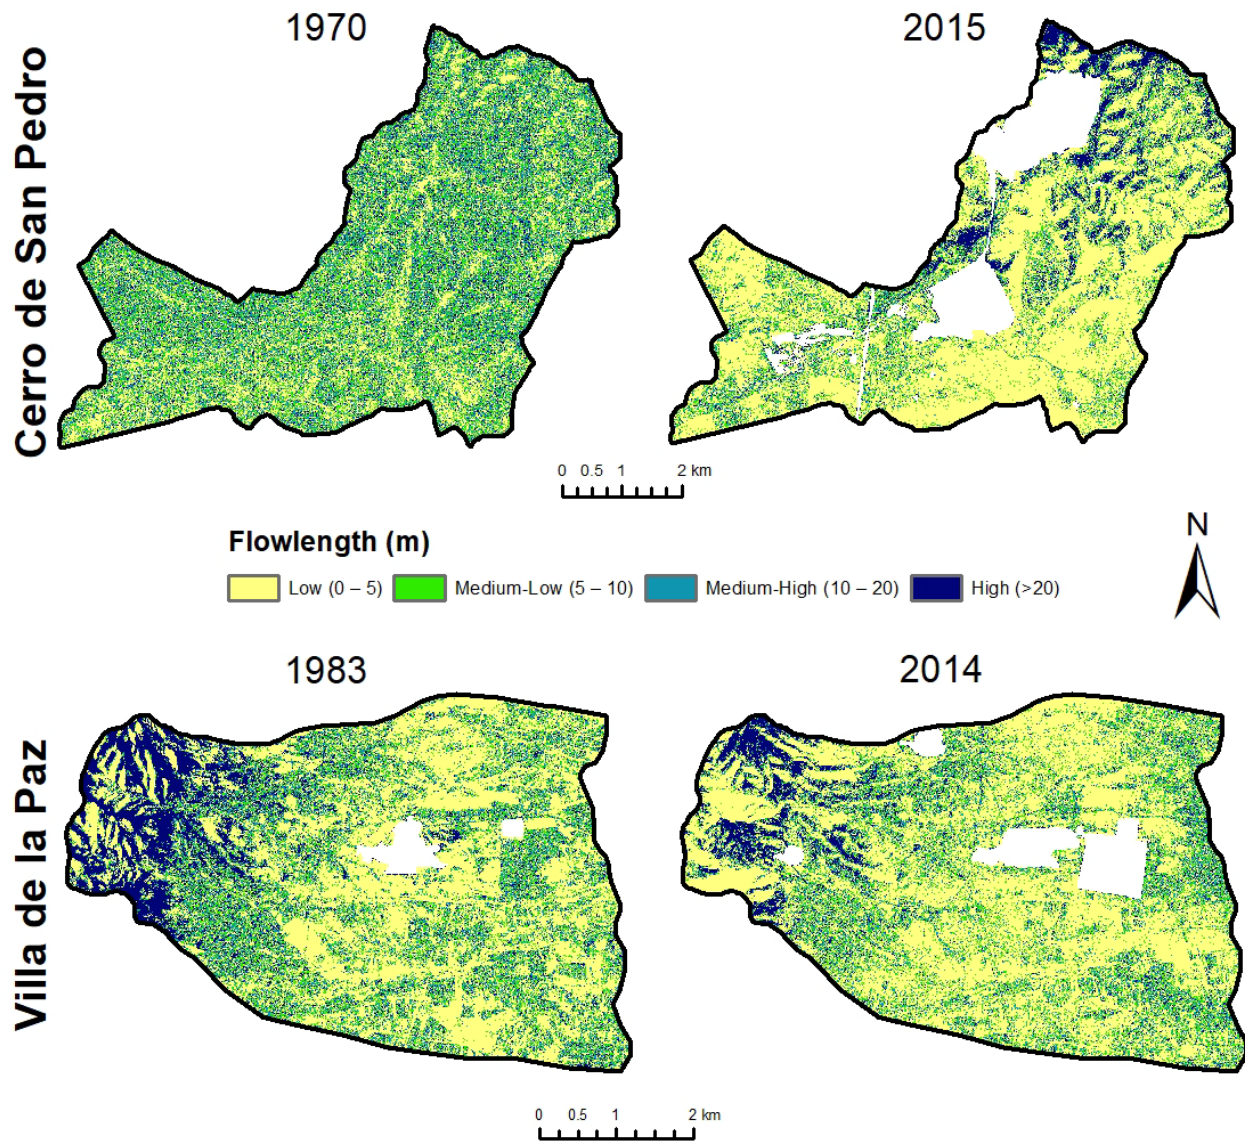 1970
2015
Cerro de San Pedro
0 0.5 1 2 km
N
Flowlength (m)
Low (0 – 5)
Medium-Low (5 – 10)
Medium-High (10 – 20)
High (>20)
1983
2014
Villa de la Paz
0 0.5 1 2 km